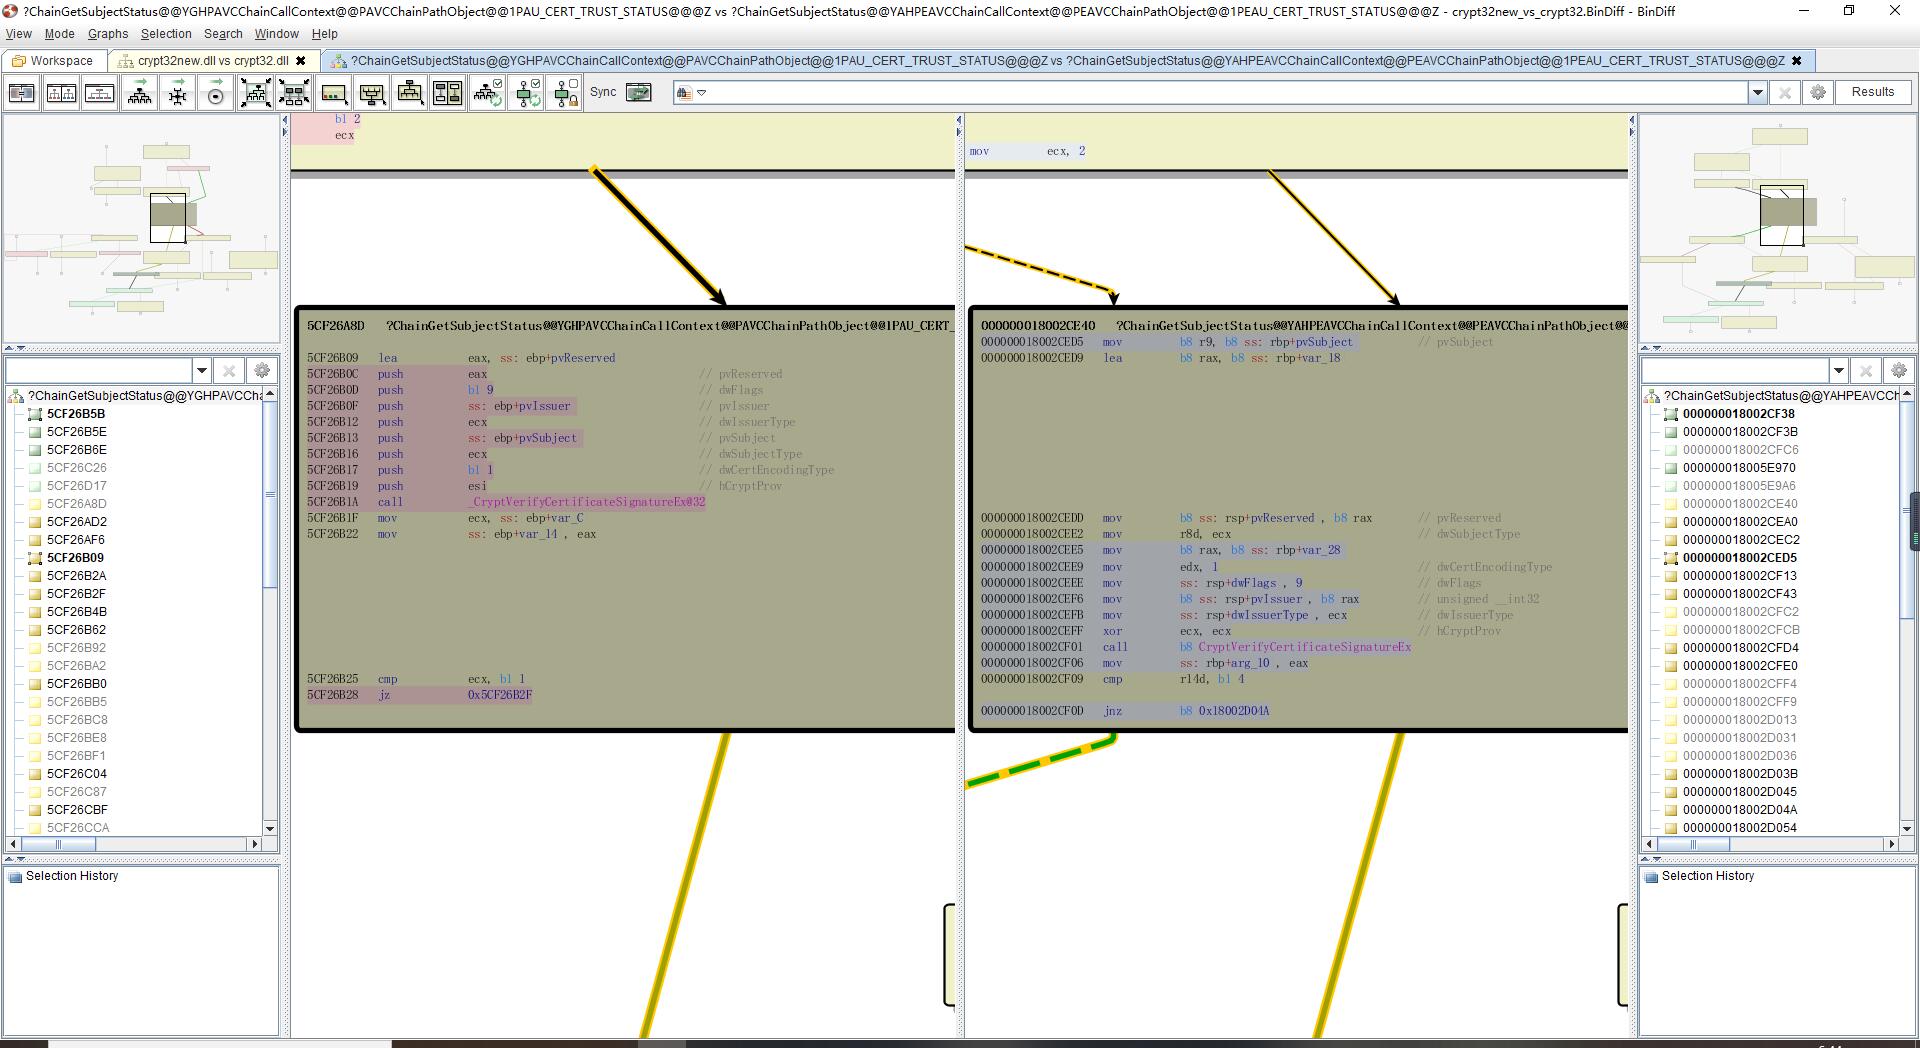 ?ChainGetSubjectStatus@@YGHPAVCChainCallContext@@PAVCChainPathObject@@1PAU_CERT_TRUST_STATUS@@@Z vs ?ChainGetSubjectStatus@@YAHPEAVCChainCallContext@@PEAVCChainPathObject@@1PEAU_CERT_TRUST_STATUS@@@Z - crypt32new_vs_crypt32.BinDiff - BinDiff
View Mode Graphs Selection Search Window Help
Workspace
crypt32new.dll vs crypt32.dll
?ChainGetSubjectStatus@@YGHPAVCChainCallContext@@PAVCChainPathObject@@1PAU_CERT_TRUST_STATUS@@@Z vs ?ChainGetSubjectStatus@@YAHPEAVCChainCallContext@@PEAVCChainPathObject@@1PEAU_CERT_TRUST_STATUS@@@Z
Sync
Results
bl 2
ecx
5CF26A8D ?ChainGetSubjectStatus@@YGHPAVCChainCallContext@@PAVCChainPathObject@@1PAU_CERT_
5CF26B09 lea eax, ss: ebp+pvReserved
5CF26B0C push eax // pvReserved
5CF26B0D push bl 9 // dwFlags
5CF26B0F push ss: ebp+pvIssuer // pvIssuer
5CF26B12 push ecx // dwIssuerType
5CF26B13 push ss: ebp+pvSubject // pvSubject
5CF26B16 push ecx // dwSubjectType
5CF26B17 push bl 1 // dwCertEncodingType
5CF26B19 push esi // hCryptProv
5CF26B1A call _CryptVerifyCertificateSignatureEx@32
5CF26B1F mov ecx, ss: ebp+var_C
5CF26B22 mov ss: ebp+var_14 , eax
5CF26B25 cmp ecx, bl 1
5CF26B28 jz 0x5CF26B2F
mov ecx, 2
000000018002CE40 ?ChainGetSubjectStatus@@YAHPEAVCChainCallContext@@PEAVCChainPathObject@@
000000018002CED5 mov b8 r9, b8 ss: rbp+pvSubject // pvSubject
000000018002CED9 lea b8 rax, b8 ss: rbp+var_18
000000018002CEDD mov b8 ss: rsp+pvReserved , b8 rax // pvReserved
000000018002CEE2 mov r8d, ecx // dwSubjectType
000000018002CEE5 mov b8 rax, b8 ss: rbp+var_28
000000018002CEE9 mov edx, 1 // dwCertEncodingType
000000018002CEEE mov ss: rsp+dwFlags , 9 // dwFlags
000000018002CEF6 mov b8 ss: rsp+pvIssuer , b8 rax // unsigned __int32
000000018002CEFB mov ss: rsp+dwIssuerType , ecx // dwIssuerType
000000018002CEFF xor ecx, ecx // hCryptProv
000000018002CF01 call b8 CryptVerifyCertificateSignatureEx
000000018002CF06 mov ss: rbp+arg_10 , eax
000000018002CF09 cmp r14d, bl 4
000000018002CF0D jnz b8 0x18002D04A
?ChainGetSubjectStatus@@YGHPAVCCha
5CF26B5B
5CF26B5E
5CF26B6E
5CF26C26
5CF26D17
5CF26A8D
5CF26AD2
5CF26AF6
5CF26B09
5CF26B2A
5CF26B2F
5CF26B4B
5CF26B62
5CF26B92
5CF26BA2
5CF26BB0
5CF26BB5
5CF26BC8
5CF26BE8
5CF26BF1
5CF26C04
5CF26C87
5CF26CBF
5CF26CCA
Selection History
?ChainGetSubjectStatus@@YAHPEAVCCh
000000018002CF38
000000018002CF3B
000000018002CFC6
000000018005E970
000000018005E9A6
000000018002CE40
000000018002CEA0
000000018002CEC2
000000018002CED5
000000018002CF13
000000018002CF43
000000018002CFC2
000000018002CFCB
000000018002CFD4
000000018002CFE0
000000018002CFF4
000000018002CFF9
000000018002D013
000000018002D031
000000018002D036
000000018002D03B
000000018002D045
000000018002D04A
000000018002D054
Selection History